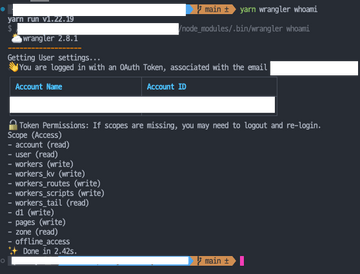 main ± yarn wrangler whoami
yarn run v1.22.19
$ /node_modules/.bin/wrangler whoami
⛅ wrangler 2.8.1
-------------------
Getting User settings...
👋 You are logged in with an OAuth Token, associated with the email
Account Name Account ID
🔓 Token Permissions: If scopes are missing, you may need to logout and re-login.
Scope (Access)
- account (read)
- user (read)
- workers (write)
- workers_kv (write)
- workers_routes (write)
- workers_scripts (write)
- workers_tail (read)
- d1 (write)
- pages (write)
- zone (read)
- offline_access
✨ Done in 2.42s.
main ±